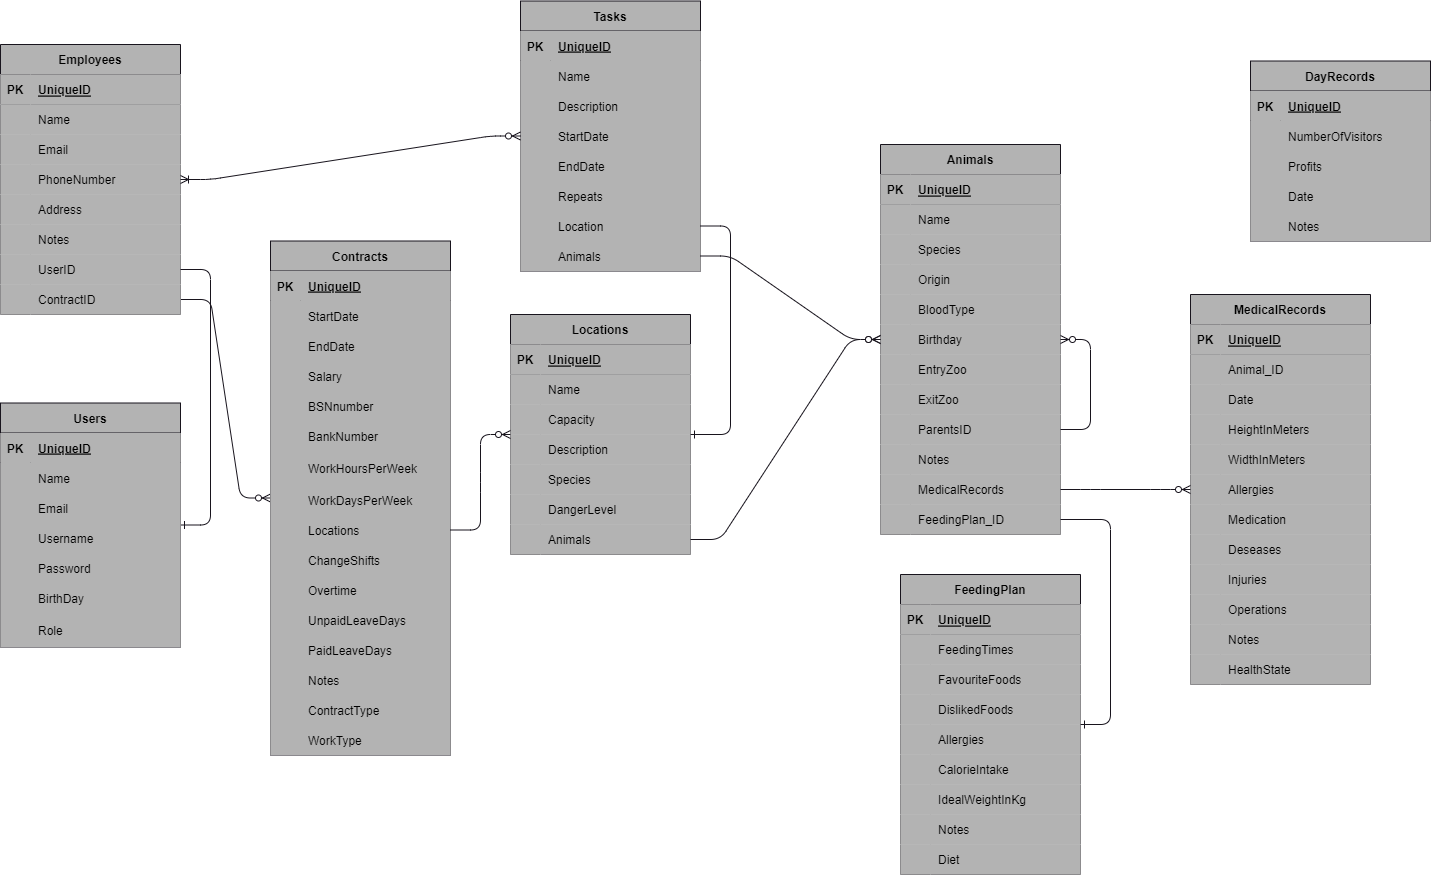 Employees
PK UniqueID
Name
Email
PhoneNumber
Address
Notes
UserID
ContractID
Users
PK UniqueID
Name
Email
Username
Password
BirthDay
Role
Contracts
PK UniqueID
StartDate
EndDate
Salary
BSNnumber
BankNumber
WorkHoursPerWeek
WorkDaysPerWeek
Locations
ChangeShifts
Overtime
UnpaidLeaveDays
PaidLeaveDays
Notes
ContractType
WorkType
Tasks
PK UniqueID
Name
Description
StartDate
EndDate
Repeats
Location
Animals
Locations
PK UniqueID
Name
Capacity
Description
Species
DangerLevel
Animals
Animals
PK UniqueID
Name
Species
Origin
BloodType
Birthday
EntryZoo
ExitZoo
ParentsID
Notes
MedicalRecords
FeedingPlan_ID
FeedingPlan
PK UniqueID
FeedingTimes
FavouriteFoods
DislikedFoods
Allergies
CalorieIntake
IdealWeightInKg
Notes
Diet
DayRecords
PK UniqueID
NumberOfVisitors
Profits
Date
Notes
MedicalRecords
PK UniqueID
Animal_ID
Date
HeightInMeters
WidthInMeters
Allergies
Medication
Deseases
Injuries
Operations
Notes
HealthState